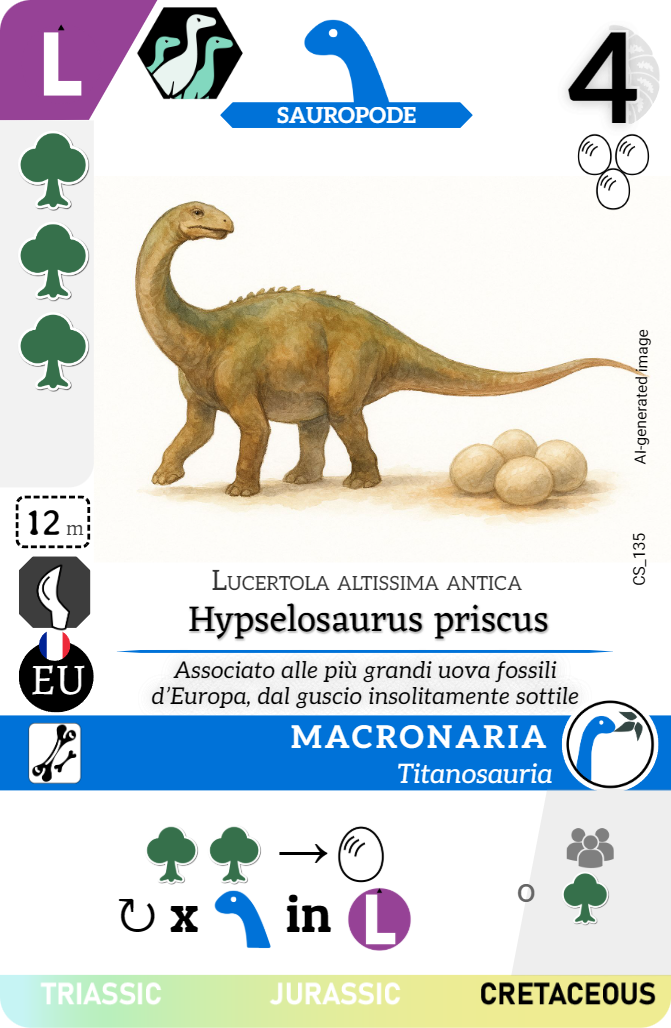 L
SAUROPODE
4
AI-generated image
12 m
CS_135
Lucertola altissima antica
Hypselosaurus priscus
EU
Associato alle più grandi uova fossili
d'Europa, dal guscio insolitamente sottile
MACRONARIA
Titanosauria
→
o
↻ x in L
TRIASSIC JURASSIC CRETACEOUS